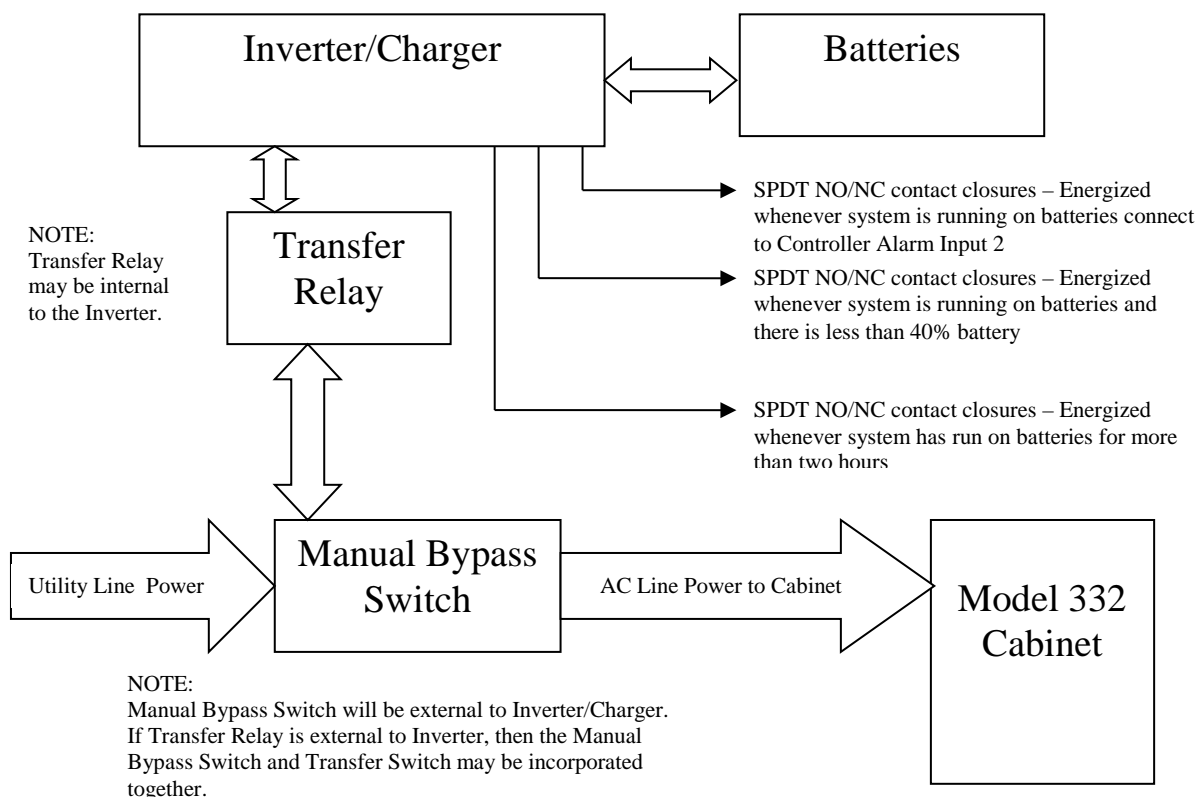 Inverter/Charger
Batteries
SPDT NO/NC contact closures – Energized
whenever system is running on batteries connect
to Controller Alarm Input 2
NOTE:
Transfer Relay
may be internal
to the Inverter.
Transfer
Relay
SPDT NO/NC contact closures – Energized
whenever system is running on batteries and
there is less than 40% battery
SPDT NO/NC contact closures – Energized
whenever system has run on batteries for more
than two hours
Utility Line Power
Manual Bypass
Switch
AC Line Power to Cabinet
Model 332
Cabinet
NOTE:
Manual Bypass Switch will be external to Inverter/Charger.
If Transfer Relay is external to Inverter, then the Manual
Bypass Switch and Transfer Switch may be incorporated
together.